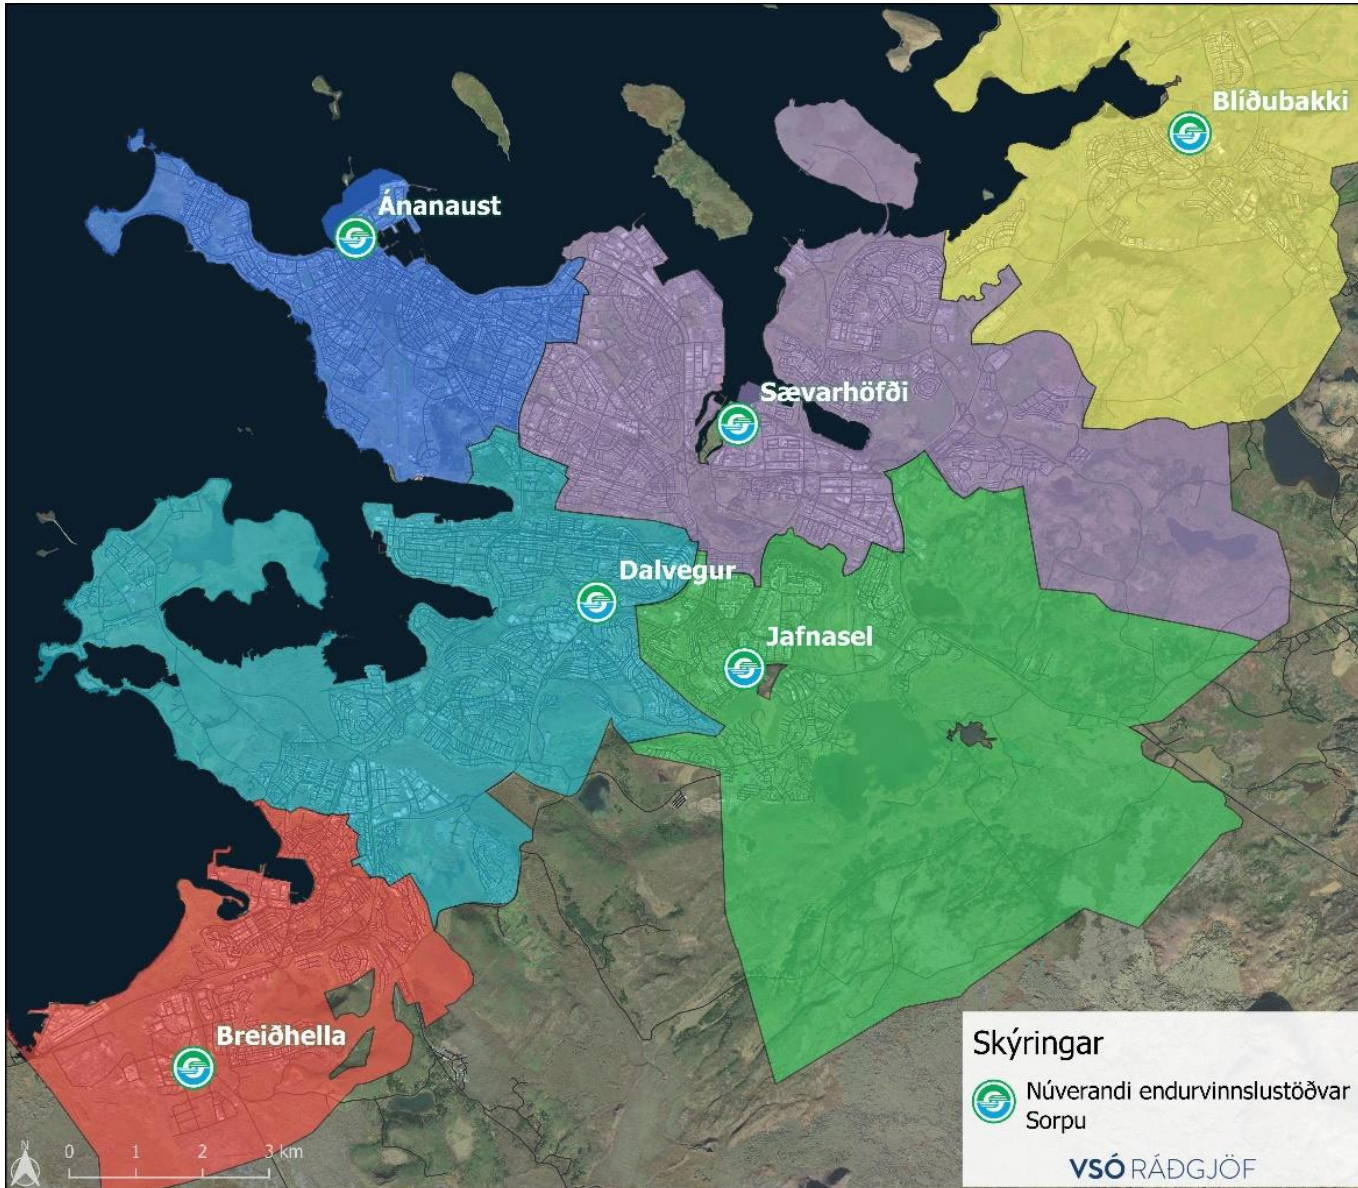 Blíðubakki
Ánanaust
Sævarhöfði
Dalvegur
Jafnasel
Breiðhella
Skýringar
Núverandi endurvinnslustöðvar
Sorpu
VSÓ RÁÐGJÖF
N
0 1 2 3 km